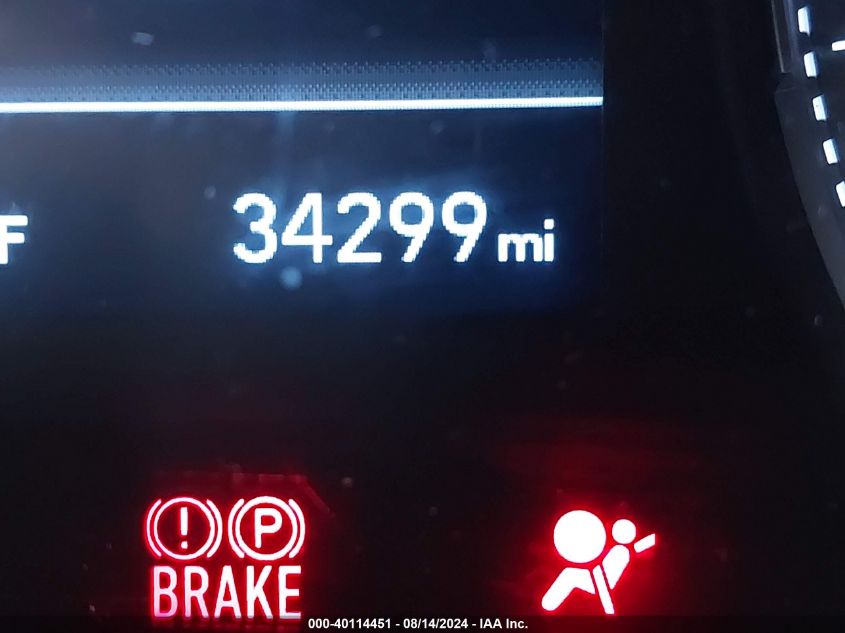 F 34299 mi
! P
BRAKE
000-40114451 - 08/14/2024 - IAA Inc.